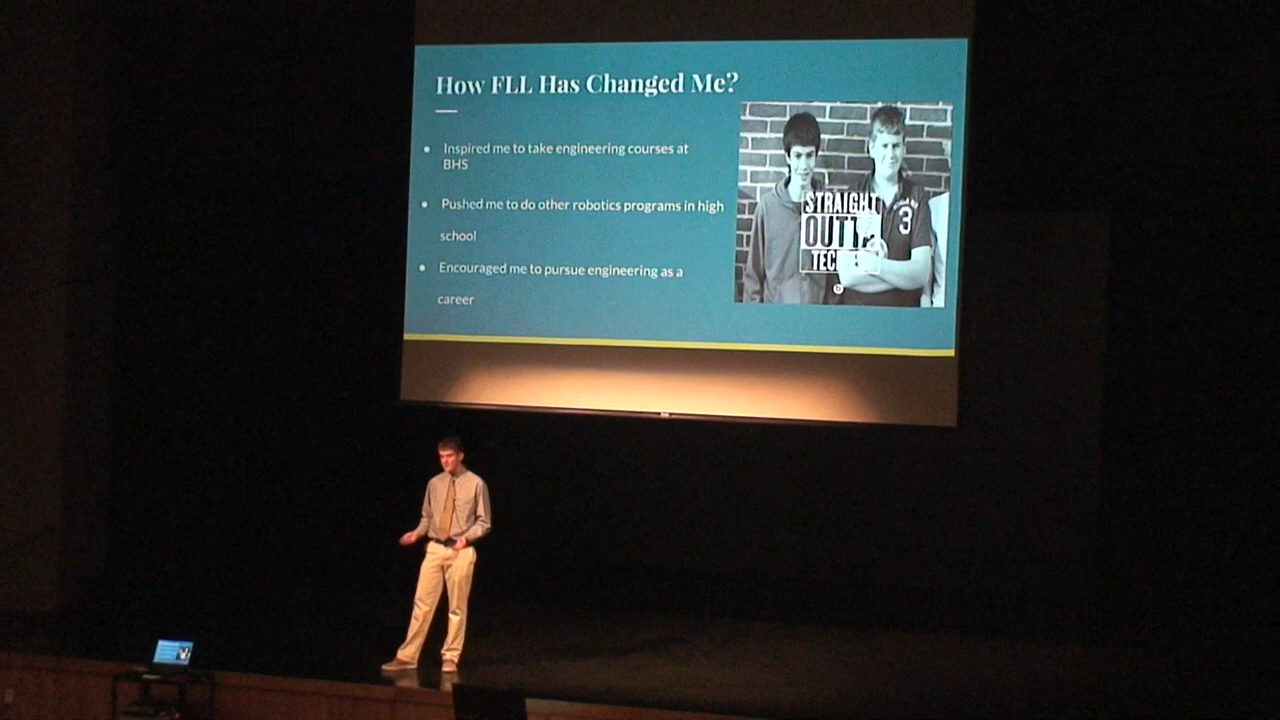 How FLL Has Changed Me?
Inspired me to take engineering courses at
BHS
Pushed me to do other robotics programs in high
school
Encouraged me to pursue engineering as a
career
STRAIGHT
OUTTA
3